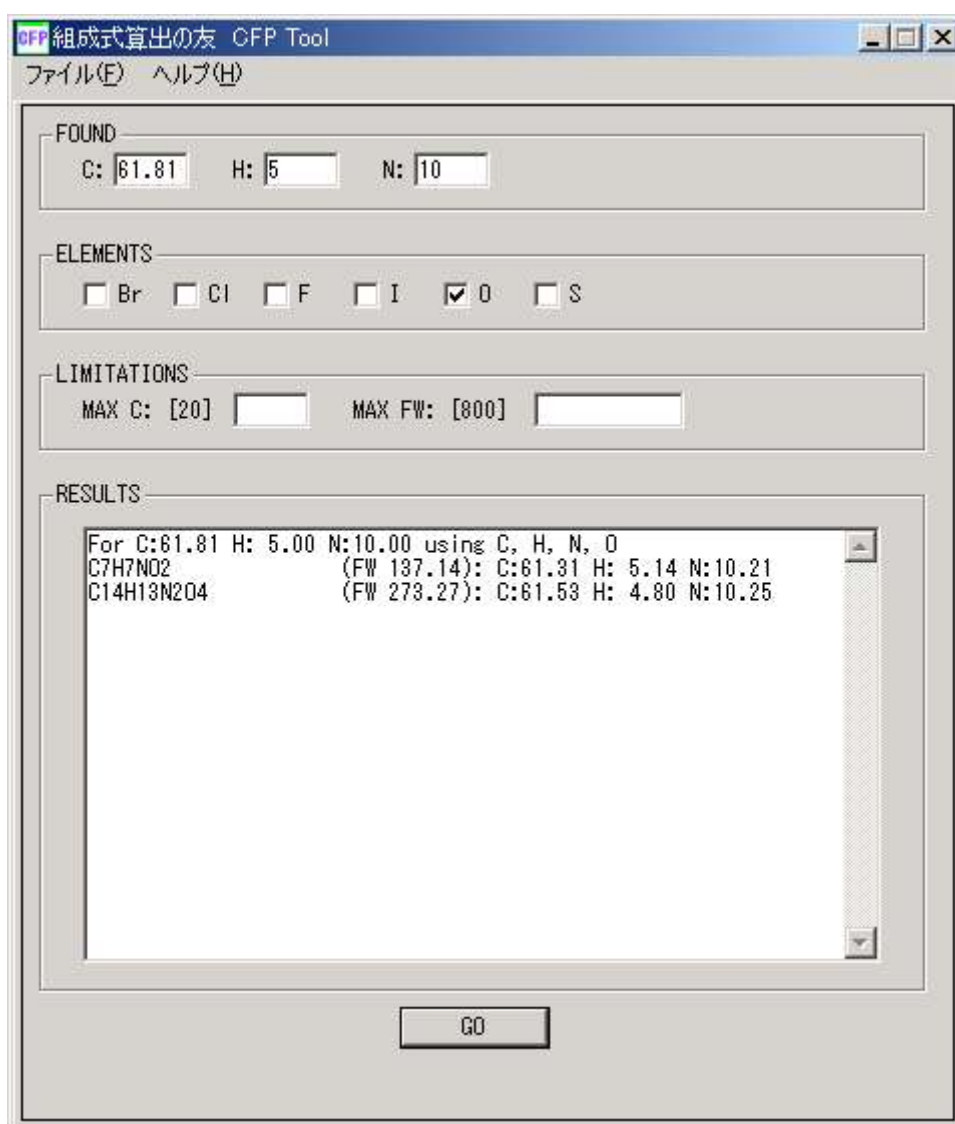 CFP 組成式算出の友 CFP Tool
ファイル(F) ヘルプ(H)
FOUND
C: 61.81 H: 5 N: 10
ELEMENTS
Br Cl F I O S
LIMITATIONS
MAX C: [20] MAX FW: [800]
RESULTS
For C:61.81 H: 5.00 N:10.00 using C, H, N, O
C7H7NO2 (FW 137.14): C:61.31 H: 5.14 N:10.21
C14H13N2O4 (FW 273.27): C:61.53 H: 4.80 N:10.25
GO